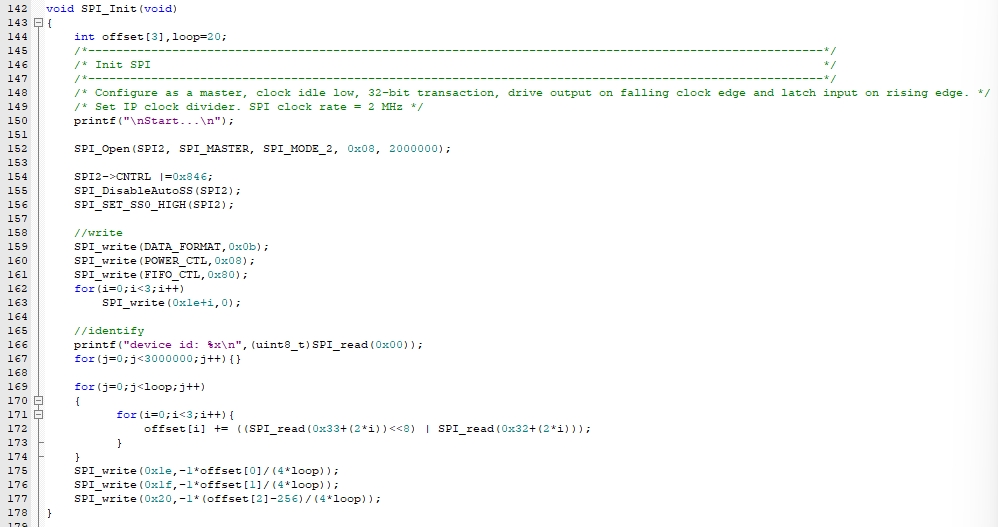 142 void SPI_Init(void)
143 {
144 int offset[3],loop=20;
145 /*---------------------------------------------------------------------------------------------------------*/
146 /* Init SPI */
147 /*---------------------------------------------------------------------------------------------------------*/
148 /* Configure as a master, clock idle low, 32-bit transaction, drive output on falling clock edge and latch input on rising edge. */
149 /* Set IP clock divider. SPI clock rate = 2 MHz */
150 printf("\nStart...\n");
151
152 SPI_Open(SPI2, SPI_MASTER, SPI_MODE_2, 0x08, 2000000);
153
154 SPI2->CNTRL |=0x846;
155 SPI_DisableAutoSS(SPI2);
156 SPI_SET_SS0_HIGH(SPI2);
157
158 //write
159 SPI_write(DATA_FORMAT,0x0b);
160 SPI_write(POWER_CTL,0x08);
161 SPI_write(FIFO_CTL,0x80);
162 for(i=0;i<3;i++)
163 SPI_write(0x1e+i,0);
164
165 //identify
166 printf("device id: %x\n",(uint8_t)SPI_read(0x00));
167 for(j=0;j<3000000;j++){}
168
169 for(j=0;j<loop;j++)
170 {
171 for(i=0;i<3;i++){
172 offset[i] += ((SPI_read(0x33+(2*i))<<8) | SPI_read(0x32+(2*i)));
173 }
174 }
175 SPI_write(0x1e,-1*offset[0]/(4*loop));
176 SPI_write(0x1f,-1*offset[1]/(4*loop));
177 SPI_write(0x20,-1*(offset[2]-256)/(4*loop));
178 }
179